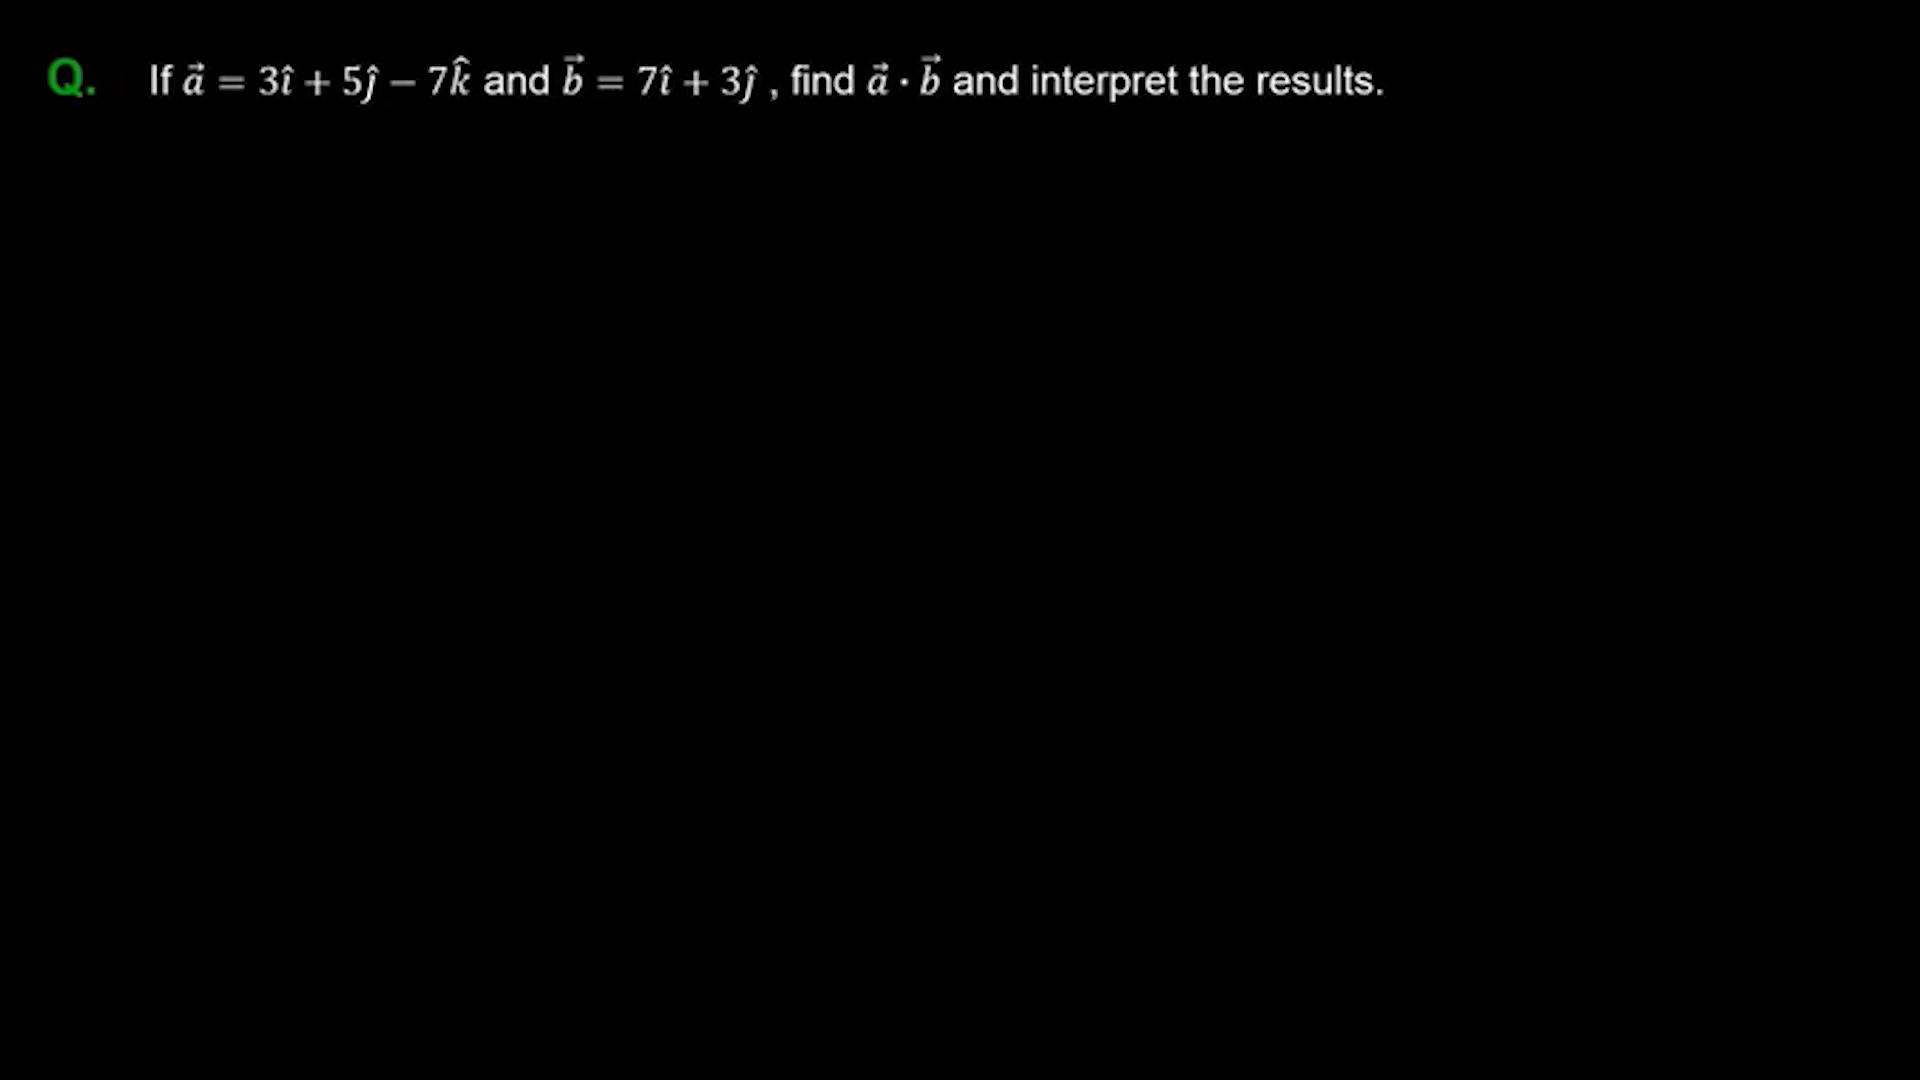 Q. If a⃗ = 3î + 5ĵ − 7k̂ and b⃗ = 7î + 3ĵ , find a⃗ · b⃗ and interpret the results.